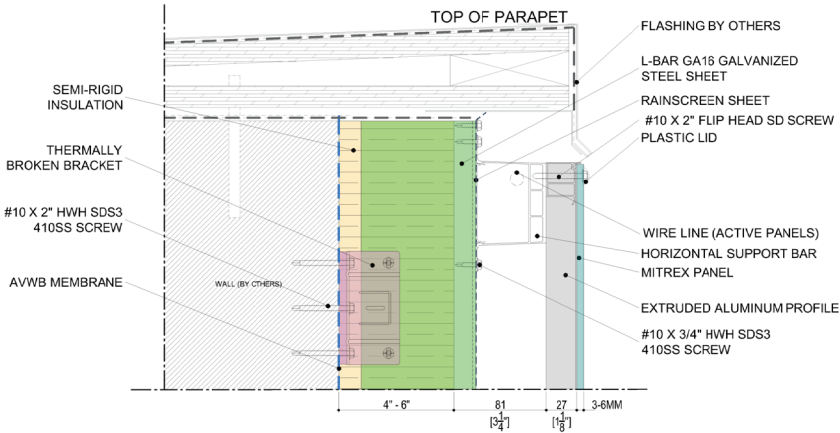 TOP OF PARAPET
FLASHING BY OTHERS
L-BAR GA16 GALVANIZED
STEEL SHEET
SEMI-RIGID
INSULATION
RAINSCREEN SHEET
#10 X 2" FLIP HEAD SD SCREW
PLASTIC LID
THERMALLY
BROKEN BRACKET
#10 X 2" HWH SDS3
410SS SCREW
WIRE LINE (ACTIVE PANELS)
HORIZONTAL SUPPORT BAR
MITREX PANEL
AVWB MEMBRANE
WALL (BY OTHERS)
EXTRUDED ALUMINUM PROFILE
#10 X 3/4" HWH SDS3
410SS SCREW
4" - 6" 81 27 3-6MM
[3 1/4"] [1 1/8"]